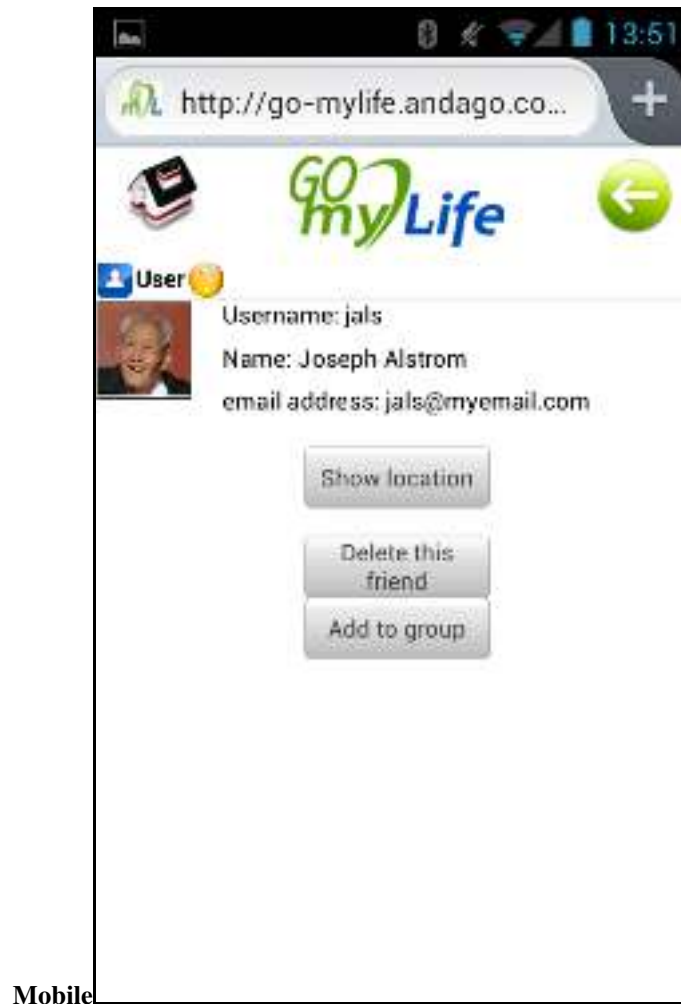 13:51
http://go-mylife.andago.co...
GO
my Life
User
Username: jals
Name: Joseph Alstrom
email address: jals@myemail.com
Show location
Delete this
friend
Add to group
Mobile